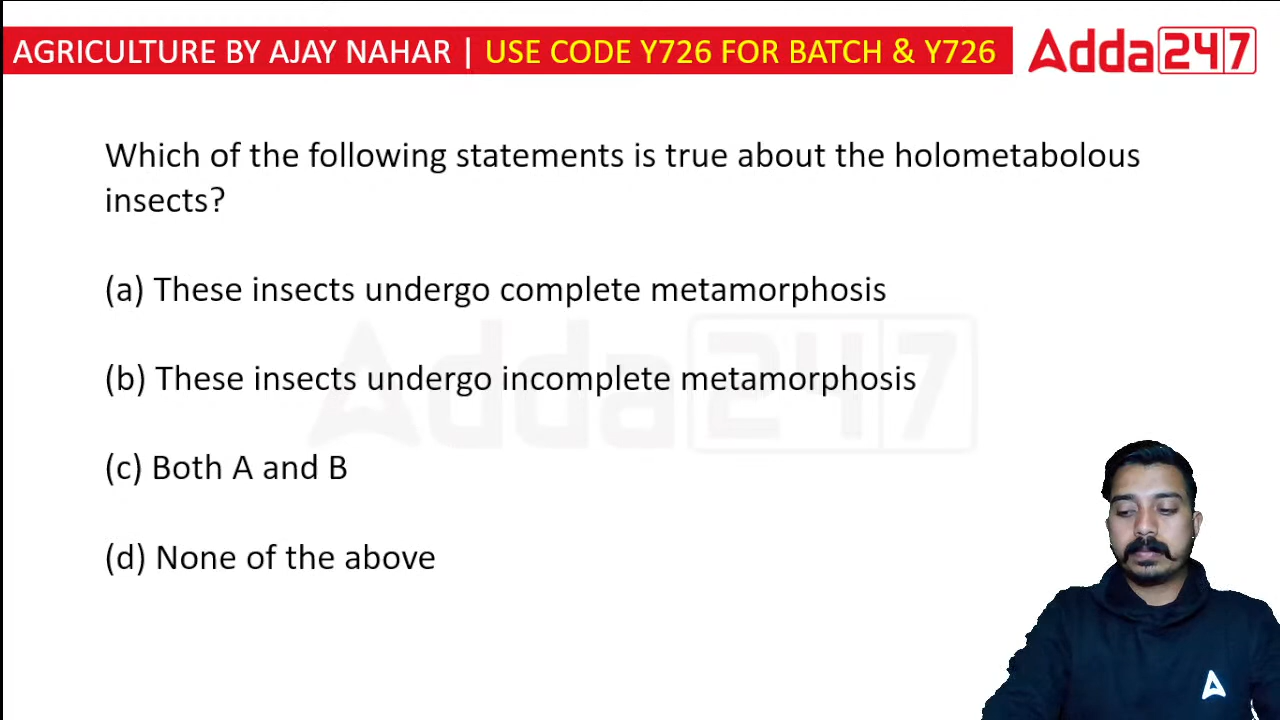 AGRICULTURE BY AJAY NAHAR | USE CODE Y726 FOR BATCH & Y726
Adda247
Which of the following statements is true about the holometabolous
insects?
(a) These insects undergo complete metamorphosis
(b) These insects undergo incomplete metamorphosis
(c) Both A and B
(d) None of the above
Adda247